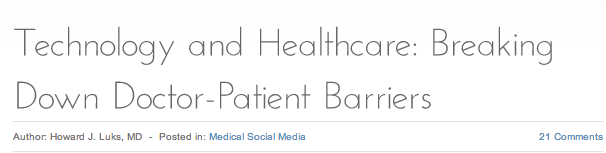 Technology and Healthcare: Breaking
Down Doctor-Patient Barriers
Author: Howard J. Luks, MD - Posted in: Medical Social Media 21 Comments